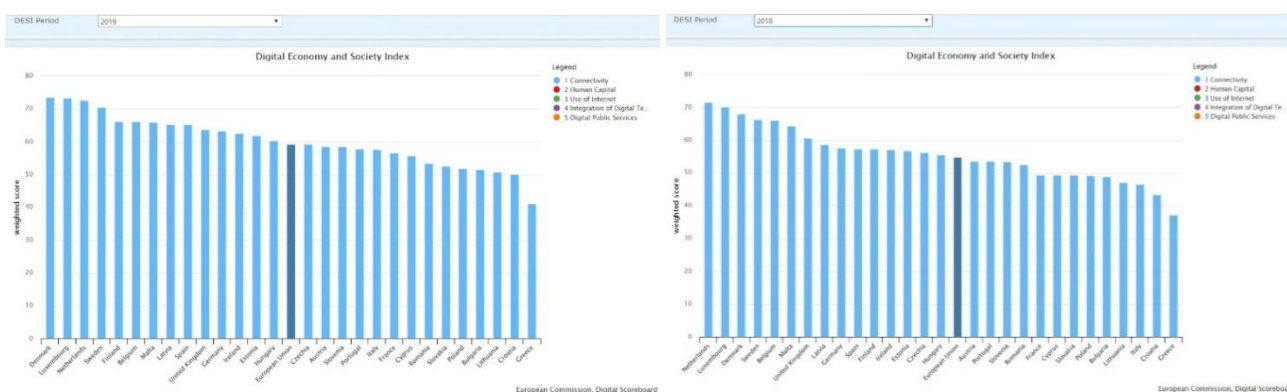 DESI Period 2019
Digital Economy and Society Index
Legend
1 Connectivity
2 Human Capital
3 Use of Internet
4 Integration of Digital Te...
5 Digital Public Services
weighted score
80
70
60
50
40
30
20
10
0
Denmark
Luxembourg
Netherlands
Sweden
Finland
Belgium
Malta
Latvia
Spain
United Kingdom
Germany
Ireland
Estonia
Hungary
European Union
Czechia
Austria
Slovenia
Portugal
Italy
France
Cyprus
Romania
Slovakia
Poland
Bulgaria
Lithuania
Croatia
Greece
European Commission, Digital Scoreboard
DESI Period 2018
Digital Economy and Society Index
Legend
1 Connectivity
2 Human Capital
3 Use of Internet
4 Integration of Digital Te...
5 Digital Public Services
weighted score
80
70
60
50
40
30
20
10
0
Netherlands
Luxembourg
Denmark
Sweden
Belgium
Malta
United Kingdom
Latvia
Germany
Spain
Finland
Ireland
Estonia
Czechia
Hungary
European Union
Austria
Portugal
Slovenia
Romania
France
Cyprus
Slovakia
Poland
Bulgaria
Lithuania
Italy
Croatia
Greece
European Commission, Digital Scoreboa